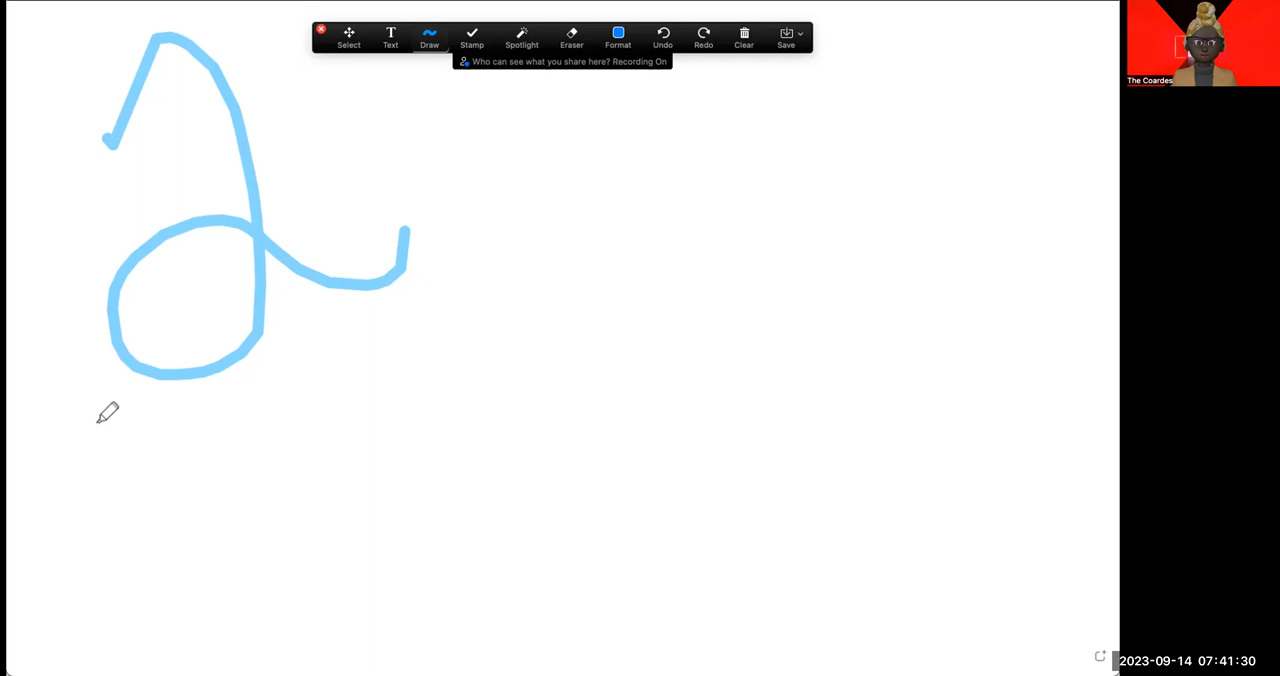 Select Text Draw Stamp Spotlight Eraser Format Undo Redo Clear Save
Who can see what you share here? Recording On
The Coardes
2
2023-09-14 07:41:30